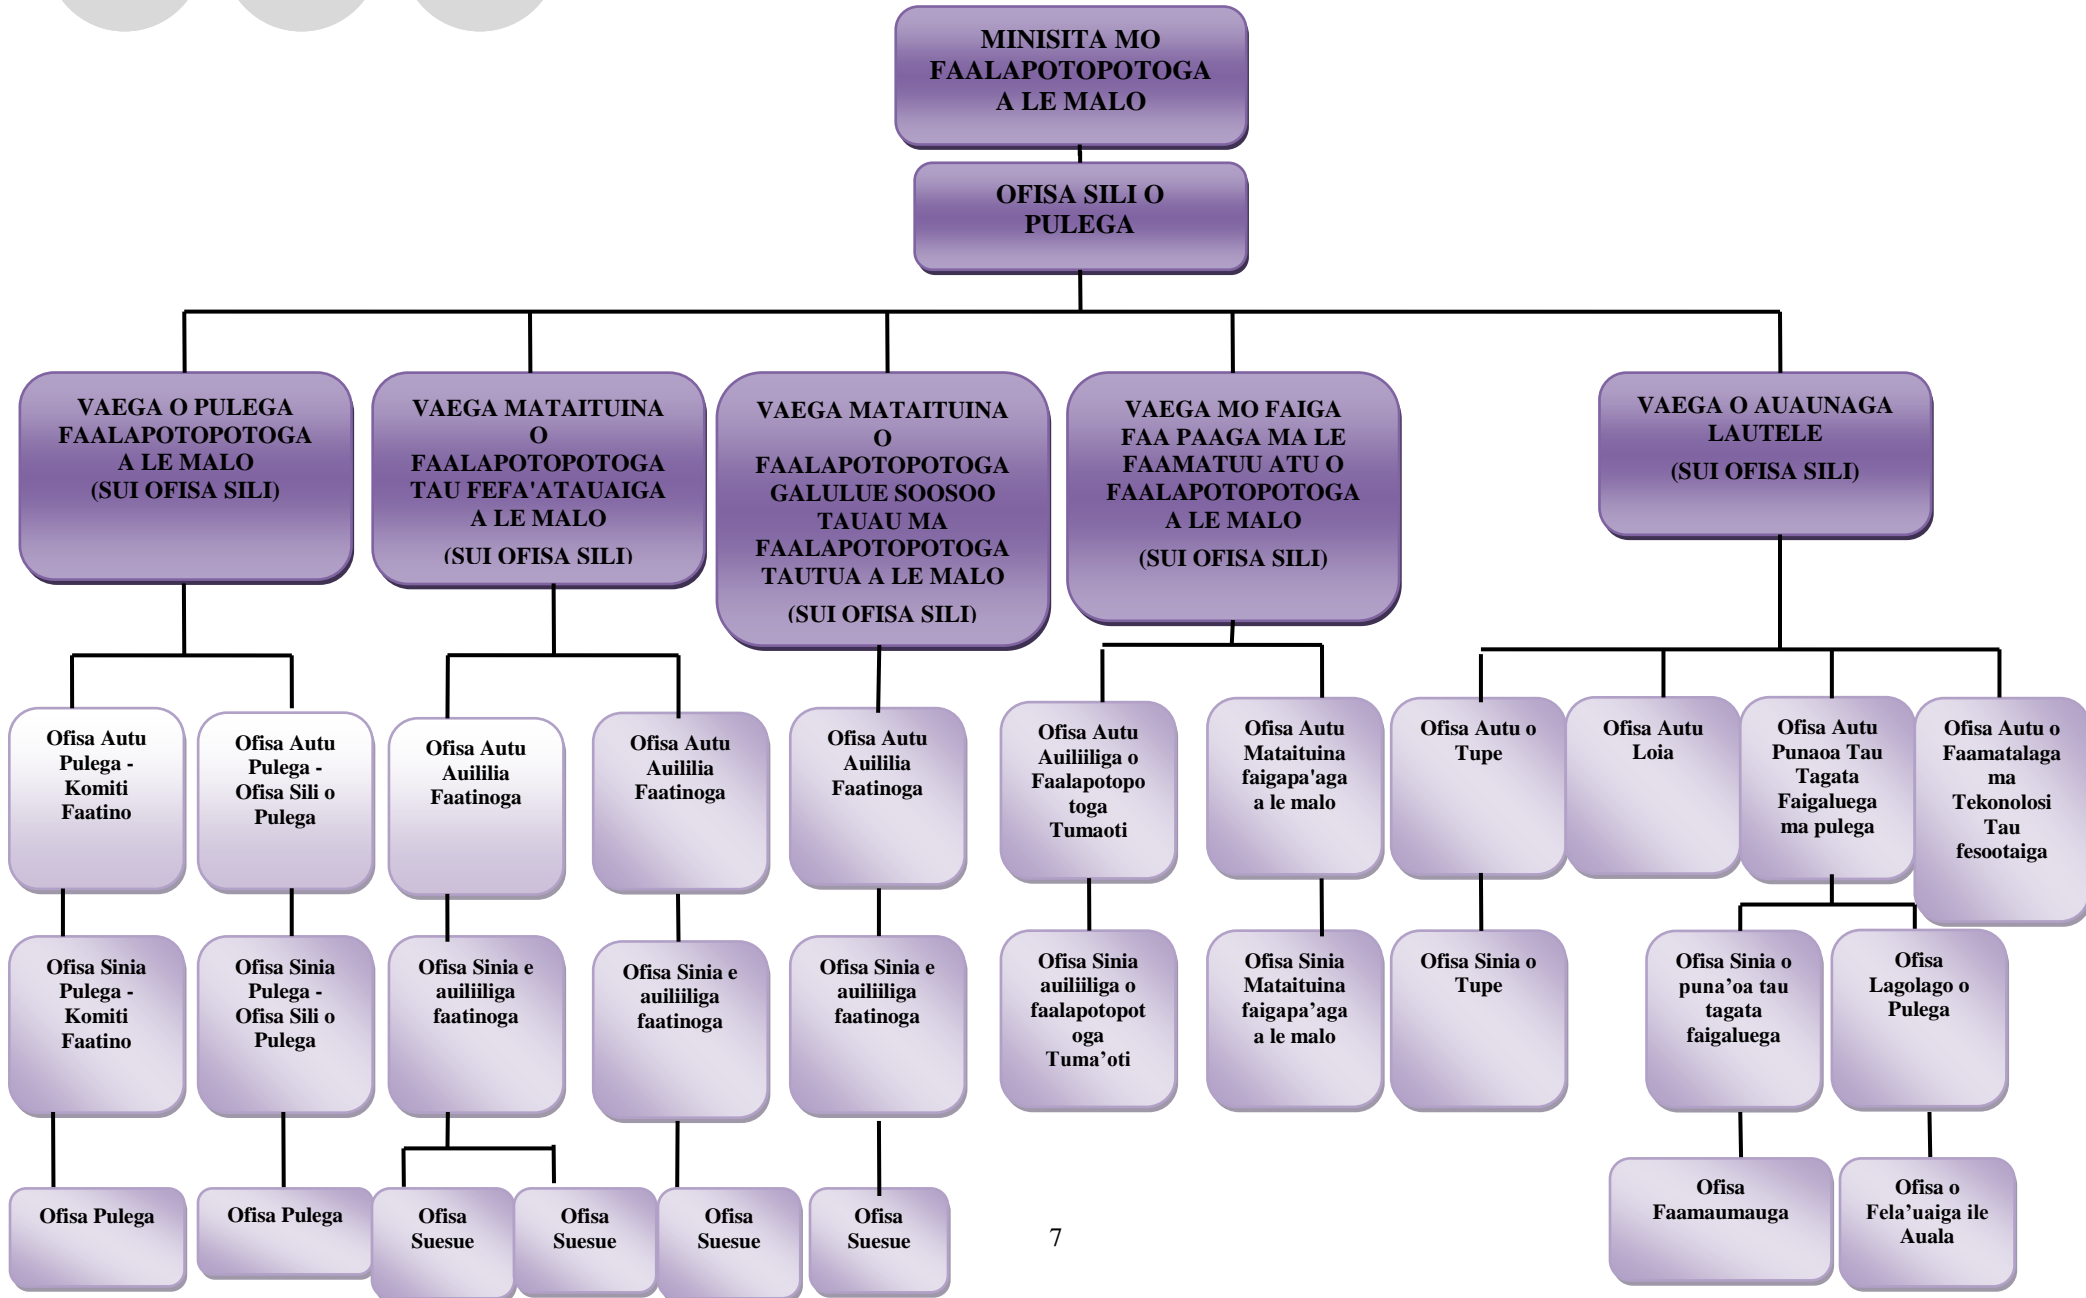 MINISITA MO
FAALAPOTOPOTOGA
A LE MALO
OFISA SILI O
PULEGA
VAEGA O PULEGA
FAALAPOTOPOTOGA
A LE MALO
(SUI OFISA SILI)
VAEGA MATAITUINA
O
FAALAPOTOPOTOGA
TAU FEFA'ATAUAIGA
A LE MALO
(SUI OFISA SILI)
VAEGA MATAITUINA
O
FAALAPOTOPOTOGA
GALULUE SOOSOO
TAUAU MA
FAALAPOTOPOTOGA
TAUTUA A LE MALO
(SUI OFISA SILI)
VAEGA MO FAIGA
FAA PAAGA MA LE
FAAMATUU ATU O
FAALAPOTOPOTOGA
A LE MALO
(SUI OFISA SILI)
VAEGA O AUAUNAGA
LAUTELE
(SUI OFISA SILI)
Ofisa Autu
Pulega -
Komiti
Faatino
Ofisa Autu
Pulega -
Ofisa Sili o
Pulega
Ofisa Autu
Auililia
Faatinoga
Ofisa Autu
Auililia
Faatinoga
Ofisa Autu
Auililia
Faatinoga
Ofisa Autu
Auiliiliga o
Faalapotopo
toga
Tumaoti
Ofisa Autu
Mataituina
faigapa'aga
a le malo
Ofisa Autu o
Tupe
Ofisa Autu
Loia
Ofisa Autu
Punaoa Tau
Tagata
Faigaluega
ma pulega
Ofisa Autu o
Faamatalaga
ma
Tekonolosi
Tau
fesootaiga
Ofisa Sinia
Pulega -
Komiti
Faatino
Ofisa Sinia
Pulega -
Ofisa Sili o
Pulega
Ofisa Sinia e
auiliiliga
faatinoga
Ofisa Sinia e
auiliiliga
faatinoga
Ofisa Sinia e
auiliiliga
faatinoga
Ofisa Sinia
auiliiliga o
faalapotopot
oga
Tuma’oti
Ofisa Sinia
Mataituina
faigapa’aga
a le malo
Ofisa Sinia o
Tupe
Ofisa Sinia o
puna’oa tau
tagata
faigaluega
Ofisa
Lagolago o
Pulega
Ofisa Pulega
Ofisa Pulega
Ofisa
Suesue
Ofisa
Suesue
Ofisa
Suesue
Ofisa
Suesue
Ofisa
Faamaumauga
Ofisa o
Fela’uaiga ile
Auala
7